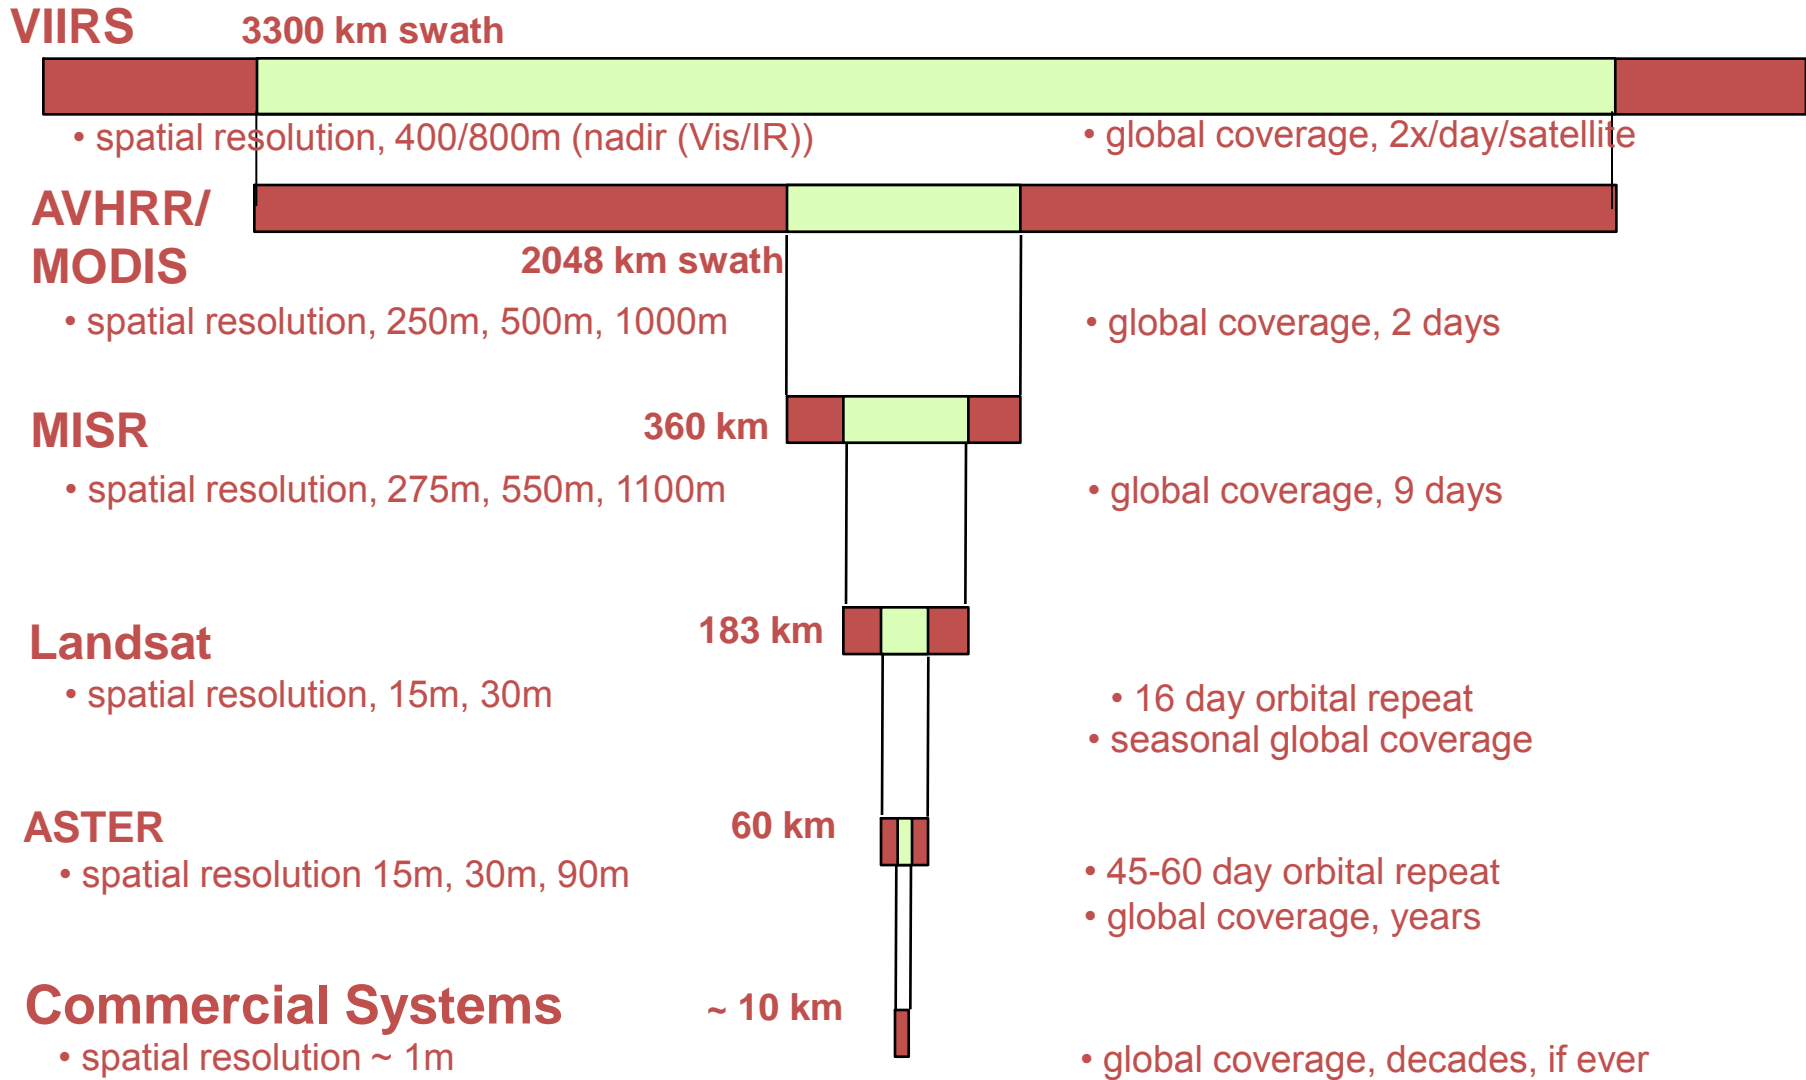 VIIRS
3300 km swath
• spatial resolution, 400/800m (nadir (Vis/IR))
• global coverage, 2x/day/satellite
AVHRR/
MODIS
2048 km swath
• spatial resolution, 250m, 500m, 1000m
• global coverage, 2 days
MISR
360 km
• spatial resolution, 275m, 550m, 1100m
• global coverage, 9 days
Landsat
183 km
• spatial resolution, 15m, 30m
• 16 day orbital repeat
• seasonal global coverage
ASTER
60 km
• spatial resolution 15m, 30m, 90m
• 45-60 day orbital repeat
• global coverage, years
Commercial Systems
~ 10 km
• spatial resolution ~ 1m
• global coverage, decades, if ever